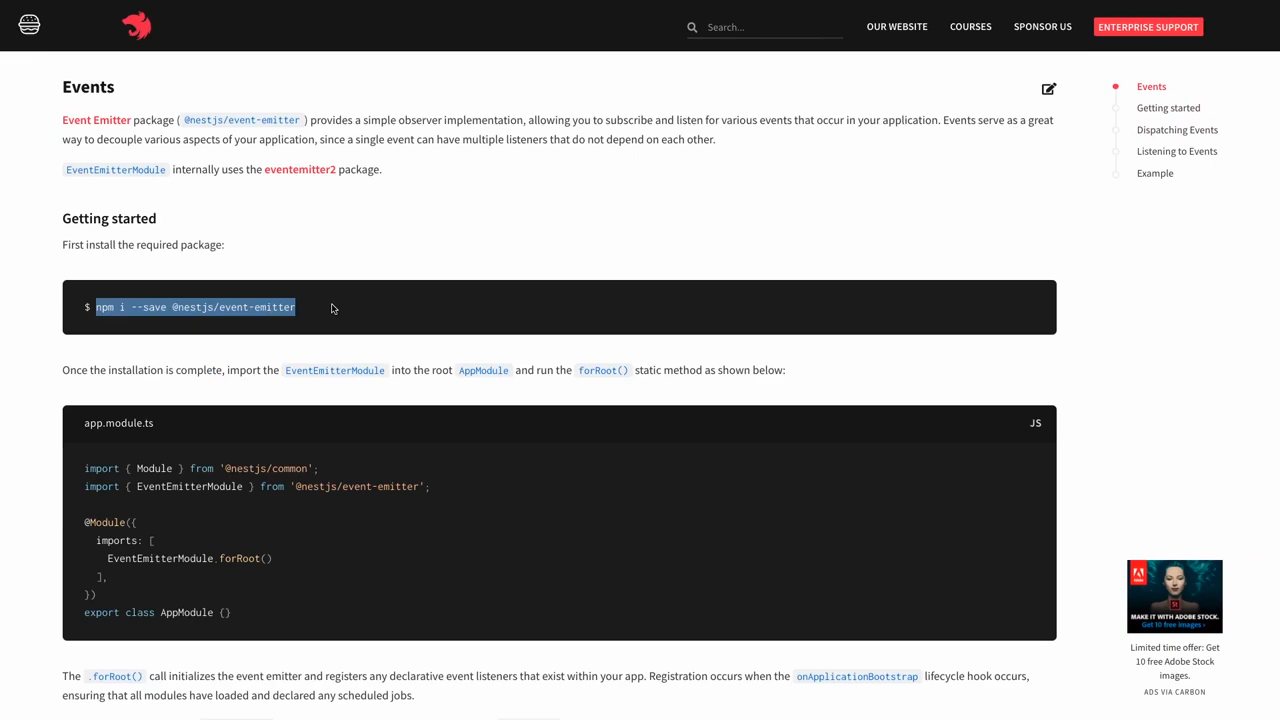 Search...
OUR WEBSITE
COURSES
SPONSOR US
ENTERPRISE SUPPORT
Events
Event Emitter package ( @nestjs/event-emitter ) provides a simple observer implementation, allowing you to subscribe and listen for various events that occur in your application. Events serve as a great
way to decouple various aspects of your application, since a single event can have multiple listeners that do not depend on each other.
EventEmitterModule internally uses the eventemitter2 package.
Getting started
First install the required package:
$ npm i --save @nestjs/event-emitter
Once the installation is complete, import the EventEmitterModule into the root AppModule and run the forRoot() static method as shown below:
app.module.ts
JS
import { Module } from '@nestjs/common';
import { EventEmitterModule } from '@nestjs/event-emitter';
@Module({
imports: [
EventEmitterModule.forRoot()
],
})
export class AppModule {}
The .forRoot() call initializes the event emitter and registers any declarative event listeners that exist within your app. Registration occurs when the onApplicationBootstrap lifecycle hook occurs,
ensuring that all modules have loaded and declared any scheduled jobs.
Events
Getting started
Dispatching Events
Listening to Events
Example
MAKE IT WITH ADOBE STOCK.
Get 10 free images ›
Limited time offer: Get
10 free Adobe Stock
images.
ADS VIA CARBON